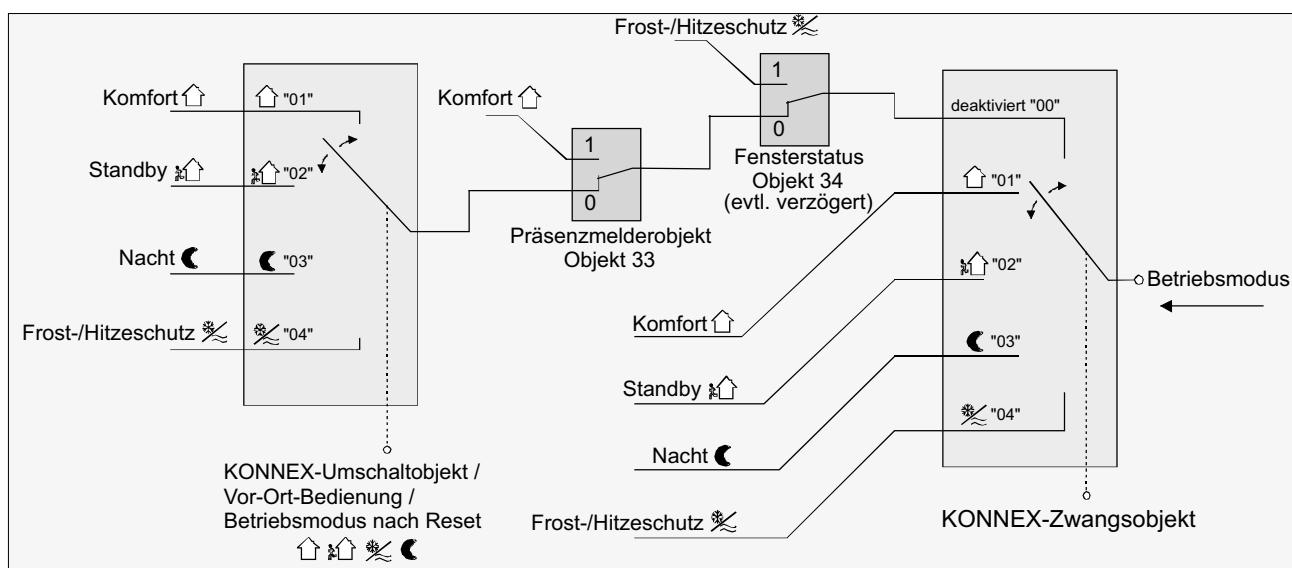 Frost-/Hitzeschutz
Komfort
"01"
Standby
"02"
Nacht
"03"
Frost-/Hitzeschutz
"04"
KONNEX-Umschaltobjekt /
Vor-Ort-Bedienung /
Betriebsmodus nach Reset
Komfort
1
0
Präsenzmelderobjekt
Objekt 33
1
0
Fensterstatus
Objekt 34
(evtl. verzögert)
deaktiviert "00"
"01"
"02"
"03"
"04"
Betriebsmodus
Komfort
Standby
Nacht
Frost-/Hitzeschutz
KONNEX-Zwangsobjekt